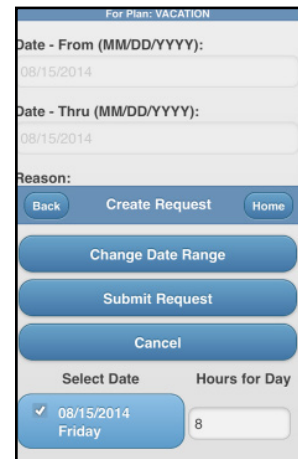 For Plan: VACATION
Date - From (MM/DD/YYYY):
08/15/2014
Date - Thru (MM/DD/YYYY):
08/15/2014
Reason:
Back Create Request Home
Change Date Range
Submit Request
Cancel
Select Date Hours for Day
08/15/2014 8
Friday